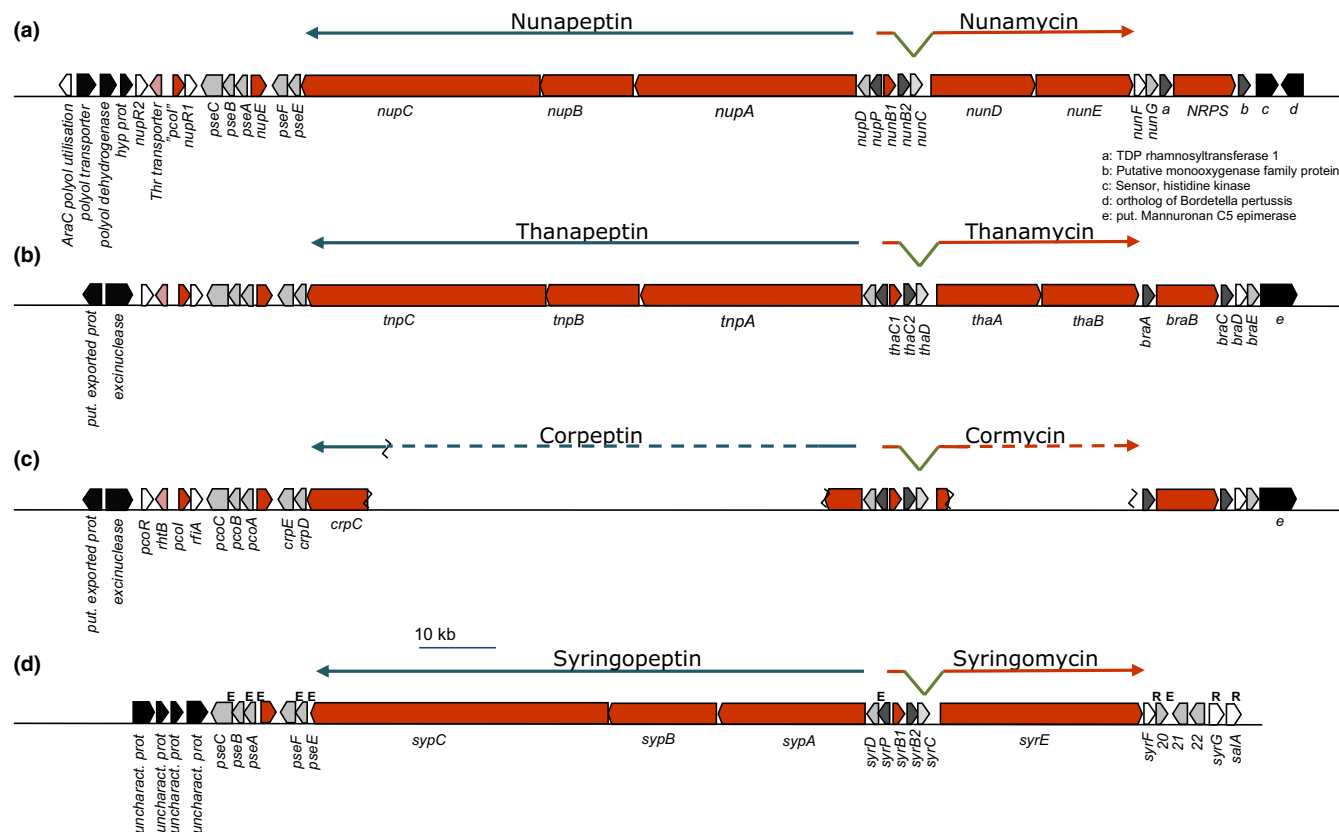 (a)
Nunapeptin Nunamycin
AraC polyol utilisation
polyol transporter
polyol dehydrogenase
hyp prot
nupR2
Thr transporter
"pcoI"
nupR1
pseC
pseB
pseA
nupE
pseF
pseE
nupC nupB nupA
nupD
nupP
nunB1
nunB2
nunC
nunD nunE
nunF
nunG
a NRPS b c d
a: TDP rhamnosyltransferase 1
b: Putative monooxygenase family protein
c: Sensor, histidine kinase
d: ortholog of Bordetella pertussis
e: put. Mannuronan C5 epimerase
(b)
Thanapeptin Thanamycin
put. exported prot
excinuclease
tnpC tnpB tnpA
thaC1
thaC2
thaD
thaA thaB
braA
braB
braC
braD
braE
e
(c)
Corpeptin Cormycin
put. exported prot
excinuclease
pcoR
rhtB
pcoI
rfiA
pcoC
pcoB
pcoA
crpE
crpD
crpC
e
10 kb
(d)
Syringopeptin Syringomycin
E E E E E E R E R R
uncharact. prot
uncharact. prot
uncharact. prot
uncharact. prot
pseC
pseB
pseA
pseF
pseE
sypC sypB sypA
syrD
syrP
syrB1
syrB2
syrC
syrE
syrF
20
21
22
syrG
salA